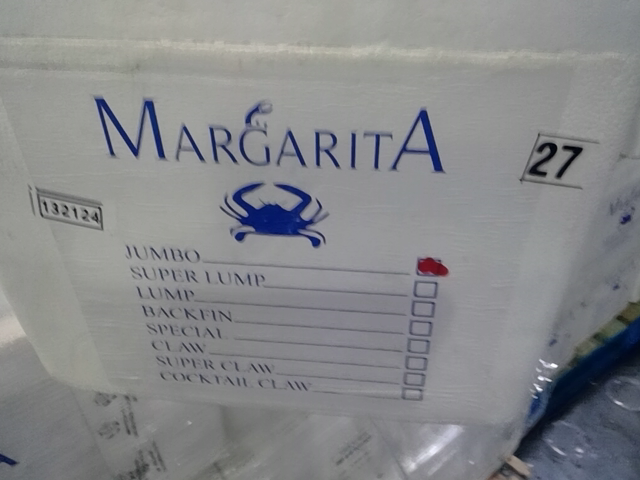 MARGARITA
27
132124
JUMBO
SUPER LUMP
LUMP
BACKFIN
SPECIAL
CLAW
SUPER CLAW
COCKTAIL CLAW